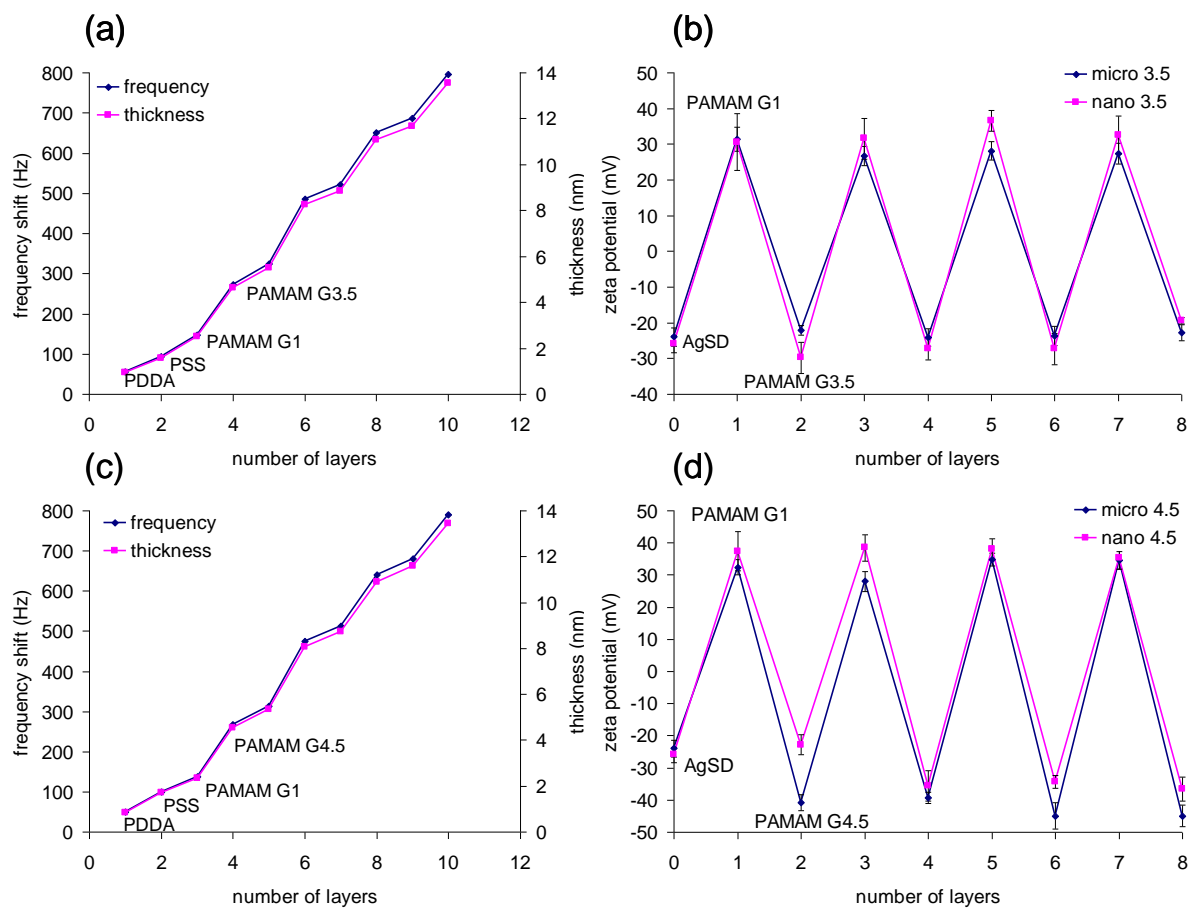 (a)
800
700
600
500
400
300
200
100
0
frequency shift (Hz)
frequency
thickness
PAMAM G3.5
PAMAM G1
PSS
PDDA
14
12
10
8
6
4
2
0
thickness (nm)
0 2 4 6 8 10 12
number of layers
(b)
50
40
30
20
10
0
-10
-20
-30
-40
zeta potential (mV)
micro 3.5
nano 3.5
PAMAM G1
AgSD
PAMAM G3.5
0 1 2 3 4 5 6 7 8
number of layers
(c)
800
700
600
500
400
300
200
100
0
frequency shift (Hz)
frequency
thickness
PAMAM G4.5
PAMAM G1
PSS
PDDA
14
12
10
8
6
4
2
0
thickness (nm)
0 2 4 6 8 10 12
number of layers
(d)
50
40
30
20
10
0
-10
-20
-30
-40
-50
zeta potential (mV)
micro 4.5
nano 4.5
PAMAM G1
AgSD
PAMAM G4.5
0 1 2 3 4 5 6 7 8
number of layers